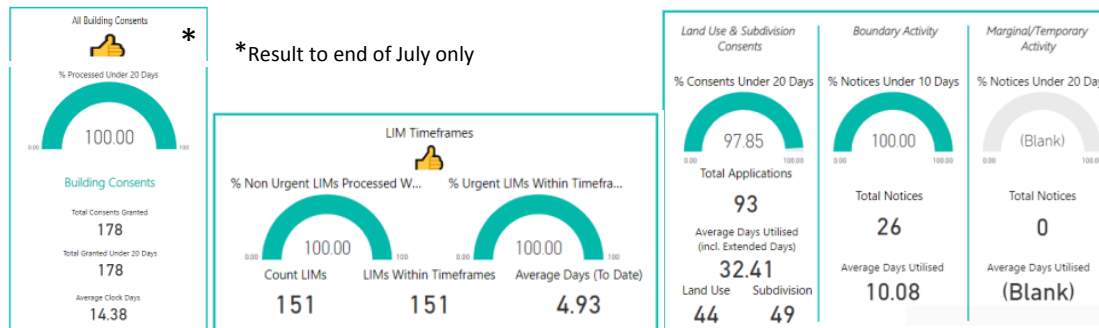 All Building Consents
*
% Processed Under 20 Days
100.00
0.00
100
Building Consents
Total Consents Granted
178
Total Granted Under 20 Days
178
Average Clock Days
14.38
*Result to end of July only
LIM Timeframes
% Non Urgent LIMs Processed W...
100.00
0.00
100
% Urgent LIMs Within Timefra...
100.00
0.00
100
Count LIMs
151
LIMs Within Timeframes
151
Average Days (To Date)
4.93
Land Use & Subdivision
Consents
% Consents Under 20 Days
97.85
0.00
100.00
Total Applications
93
Average Days Utilised
(incl. Extended Days)
32.41
Land Use
44
Subdivision
49
Boundary Activity
% Notices Under 10 Days
100.00
0.00
100.00
Total Notices
26
Average Days Utilised
10.08
Marginal/Temporary
Activity
% Notices Under 20 Day
(Blank)
0.00
100.00
Total Notices
0
Average Days Utilised
(Blank)